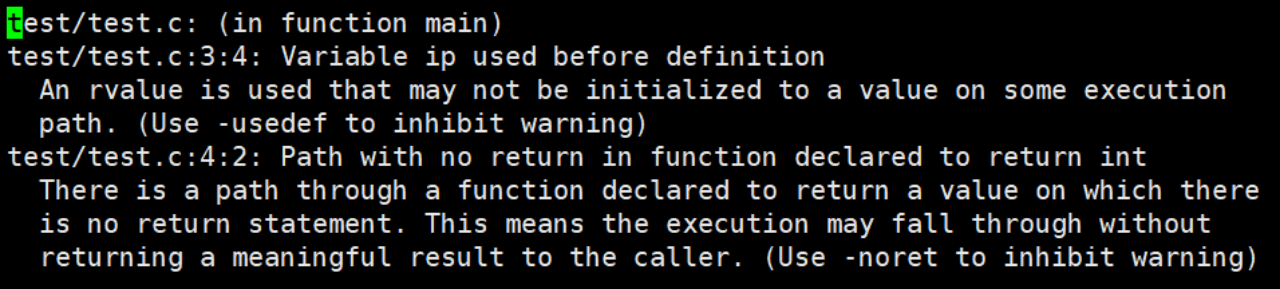 test/test.c: (in function main)
test/test.c:3:4: Variable ip used before definition
  An rvalue is used that may not be initialized to a value on some execution
  path. (Use -usedef to inhibit warning)
test/test.c:4:2: Path with no return in function declared to return int
  There is a path through a function declared to return a value on which there
  is no return statement. This means the execution may fall through without
  returning a meaningful result to the caller. (Use -noret to inhibit warning)